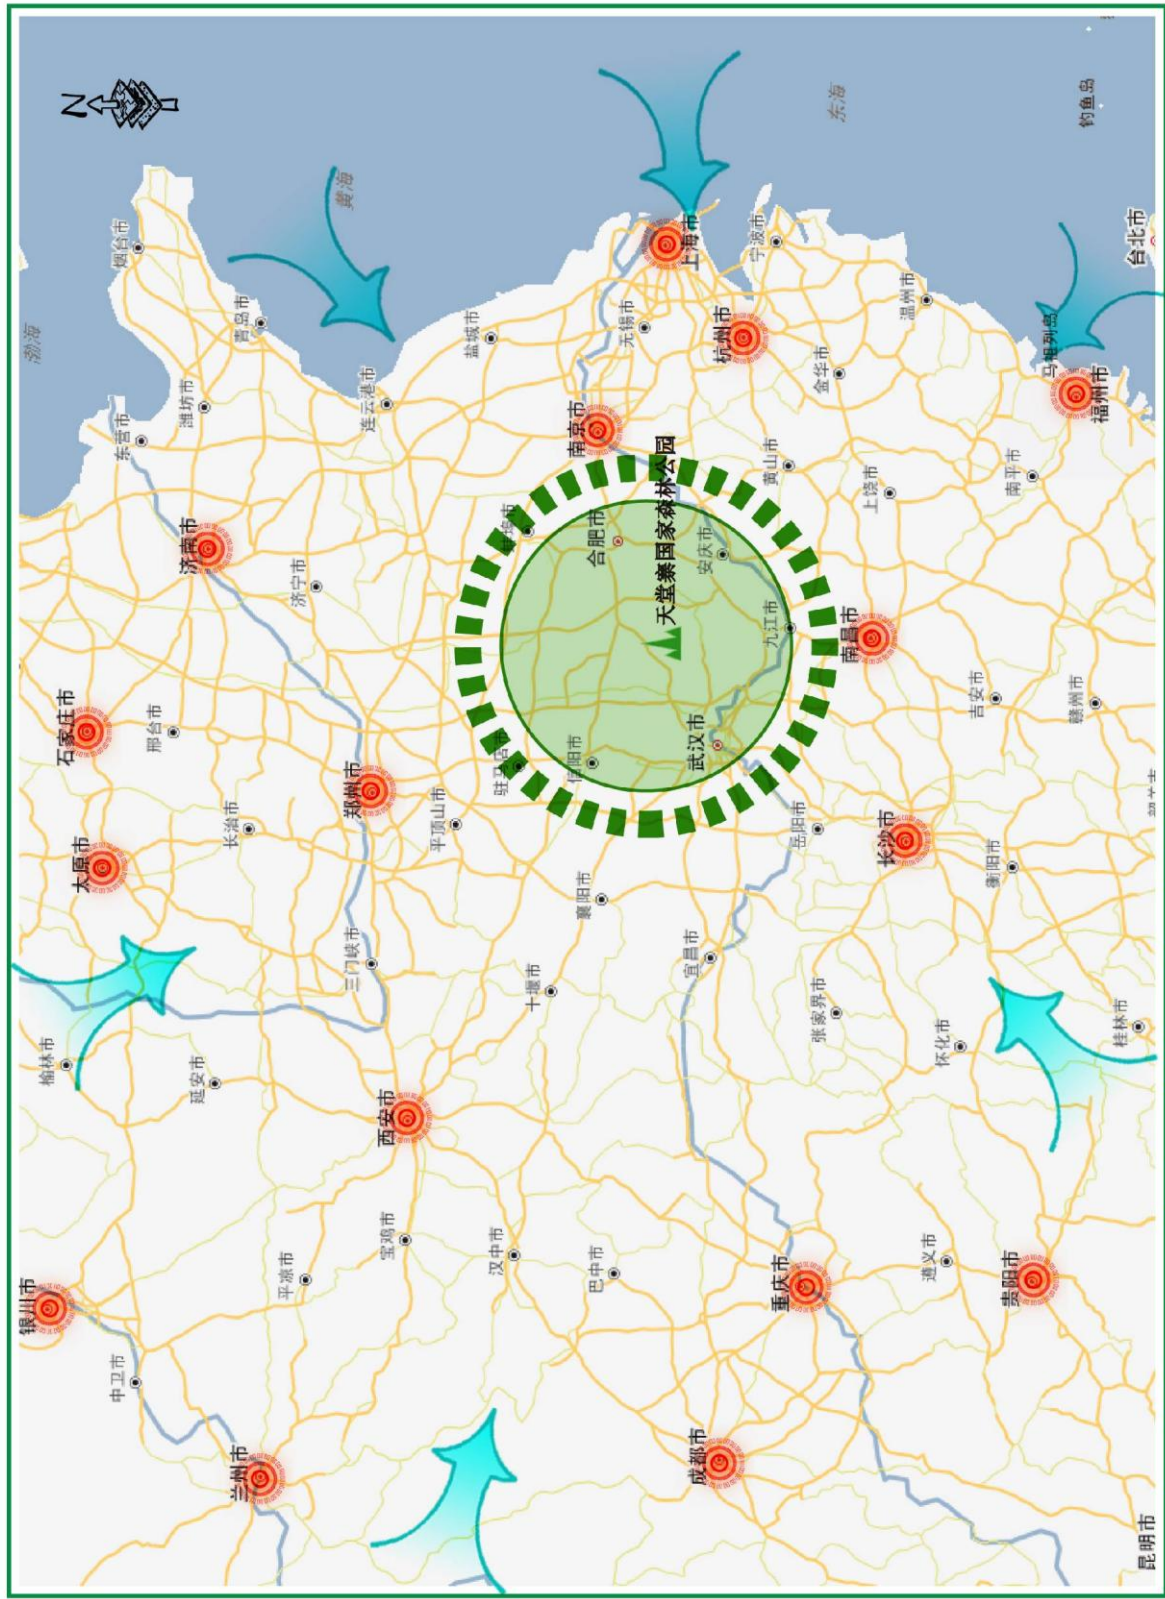 N
渤海
黄海
东海
钓鱼岛
烟台市
青岛市
潍坊市
东营市
济南市
济宁市
连云港市
盐城市
石家庄市
邢台市
太原市
长治市
郑州市
平顶山市
三门峡市
榆林市
延安市
西安市
宝鸡市
平凉市
银川市
中卫市
兰州市
汉中市
巴中市
十堰市
襄阳市
驻马店市
信阳市
蚌埠市
合肥市
南京市
无锡市
上海市
杭州市
宁波市
天堂寨国家森林公园
安庆市
黄山市
金华市
温州市
九江市
武汉市
南昌市
上饶市
南平市
马祖列岛
福州市
台北市
吉安市
赣州市
岳阳市
长沙市
衡阳市
宜昌市
张家界市
怀化市
桂林市
重庆市
遵义市
贵阳市
成都市
昆明市